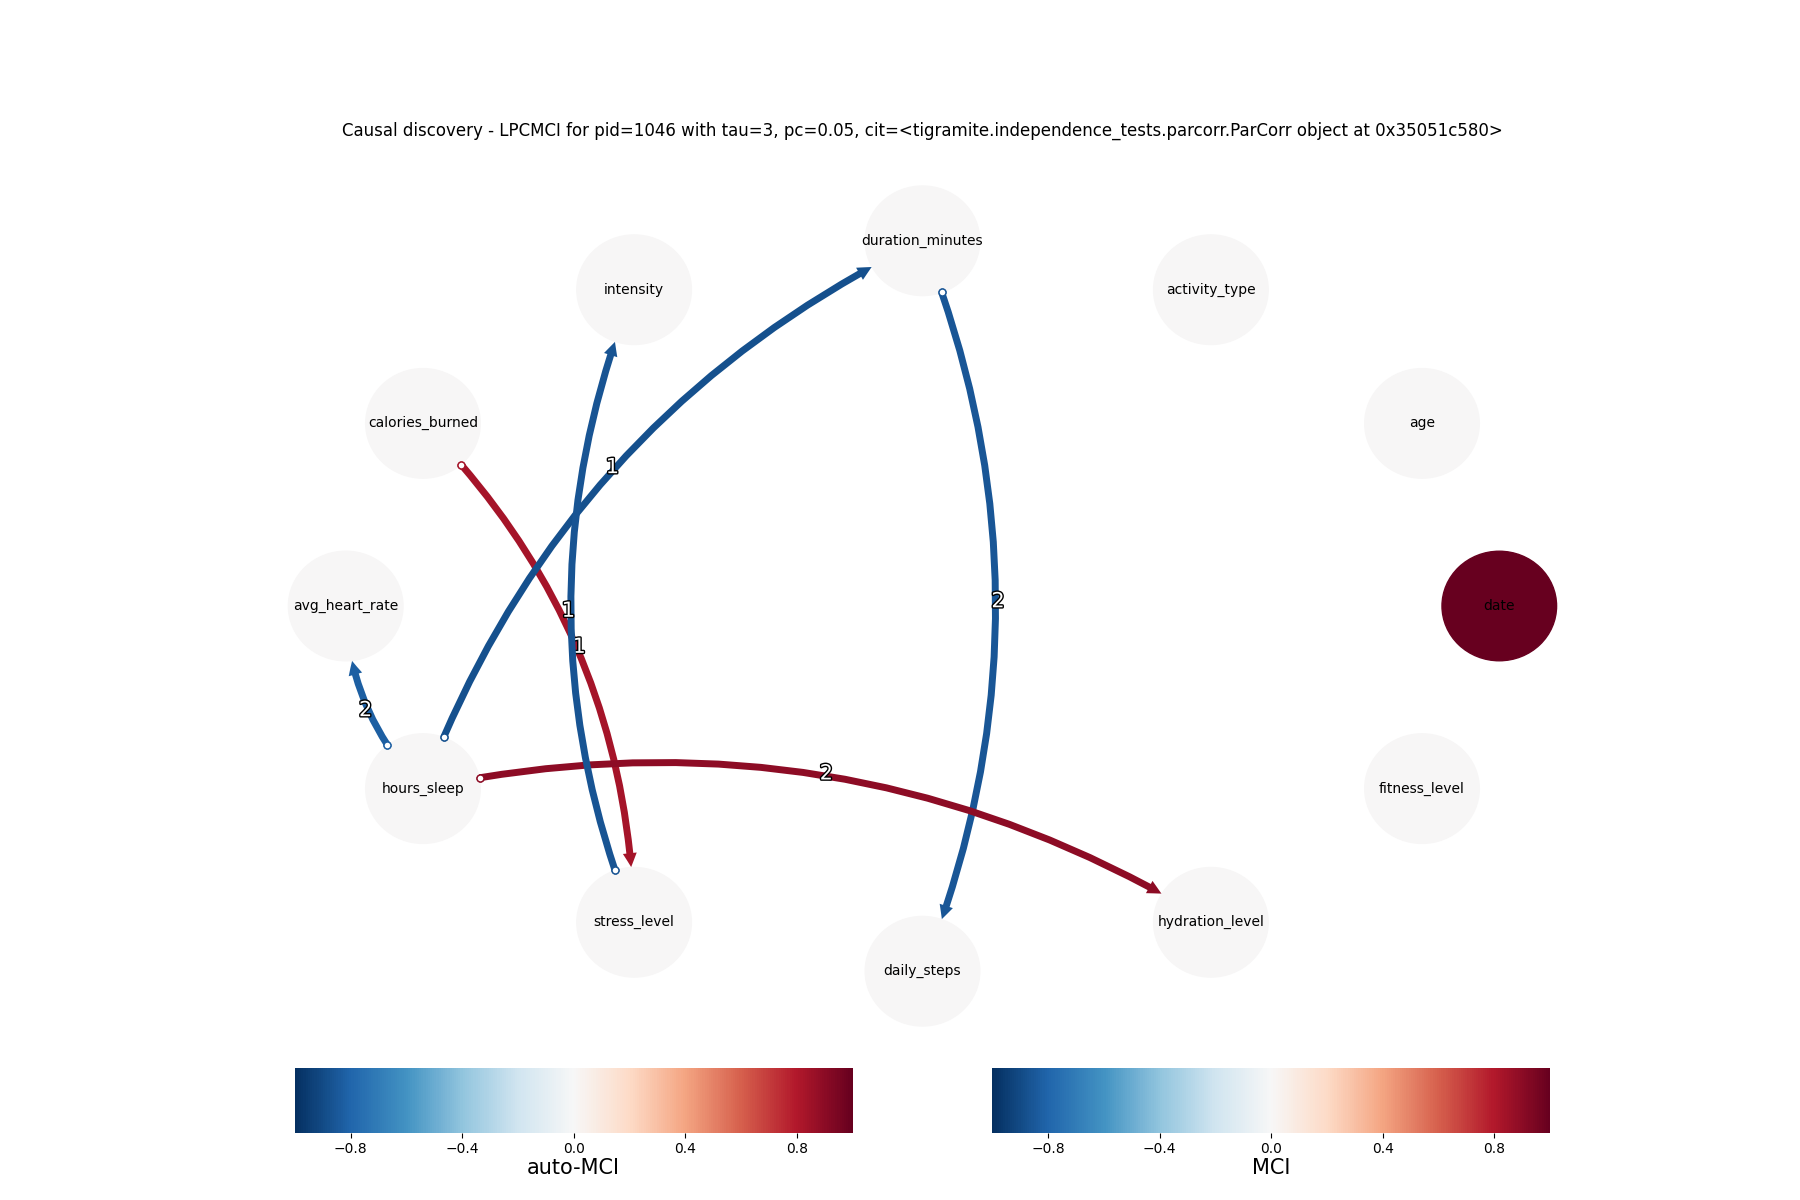 Causal discovery - LPCMCI for pid=1046 with tau=3, pc=0.05, cit=<tigramite.independence_tests.parcorr.ParCorr object at 0x35051c580>
duration_minutes
intensity
activity_type
calories_burned
age
1
avg_heart_rate
1
2
date
1
2
hours_sleep
2
fitness_level
stress_level
hydration_level
daily_steps
−0.8 −0.4 0.0 0.4 0.8
auto-MCI
−0.8 −0.4 0.0 0.4 0.8
MCI